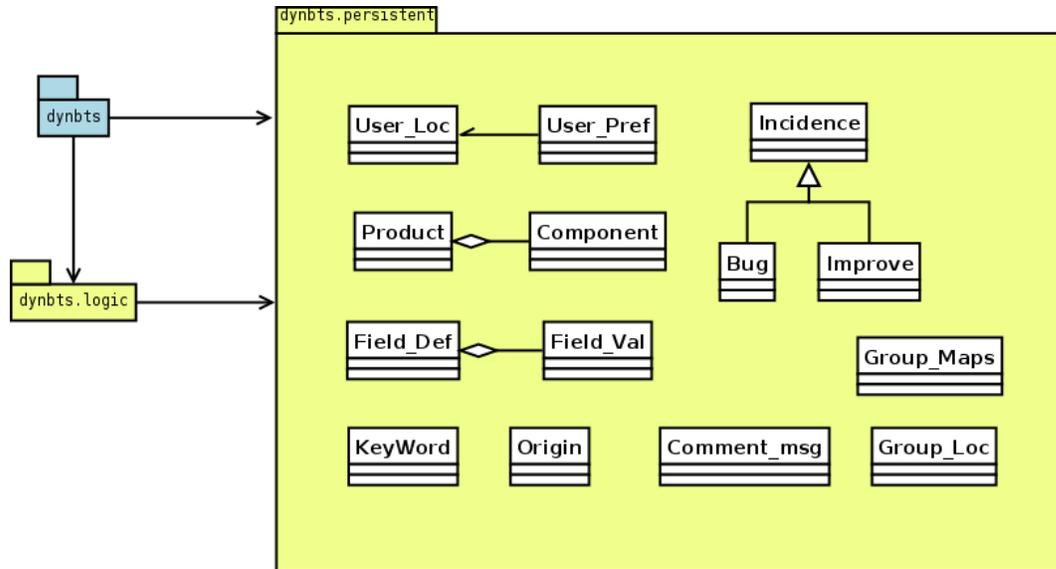 dynbts.persistent
dynbts
User_Loc
User_Pref
Incidence
Product
Component
Bug
Improve
dynbts.logic
Field_Def
Field_Val
Group_Maps
KeyWord
Origin
Comment_msg
Group_Loc